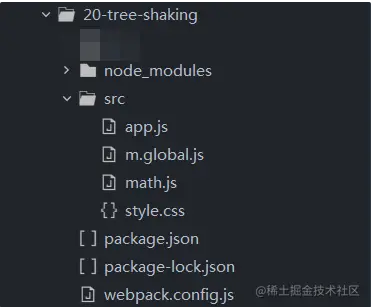 20-tree-shaking
node_modules
src
app.js
m.global.js
math.js
{} style.css
[ ] package.json
[ ] package-lock.json
webpack.config.js
@稀土掘金技术社区